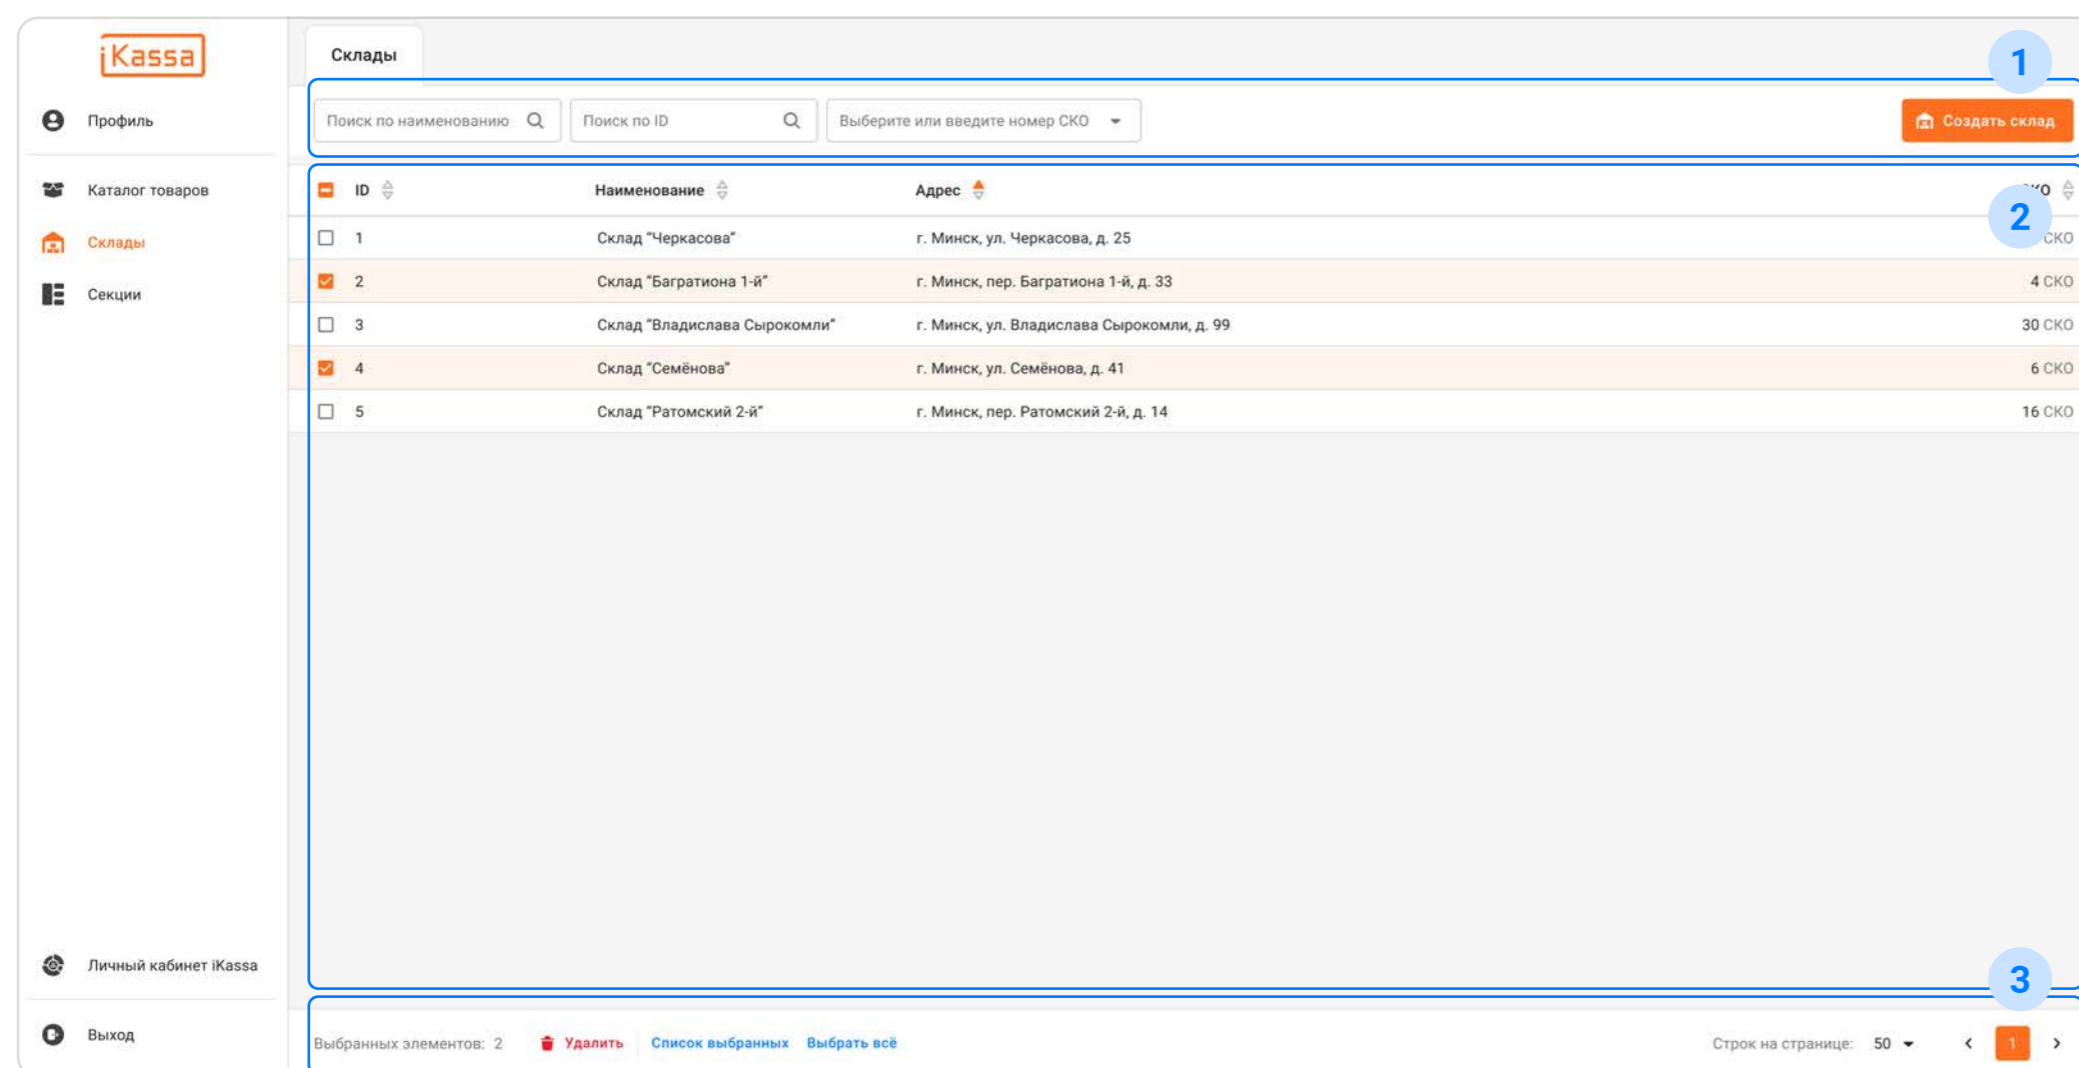 iKassa
Профиль
Каталог товаров
Склады
Секции
Личный кабинет iKassa
Выход
Склады
1
Поиск по наименованию Поиск по ID Выберите или введите номер СКО Создать склад
ID Наименование Адрес
2
1 Склад "Черкасова" г. Минск, ул. Черкасова, д. 25 СКО
2 Склад "Багратиона 1-й" г. Минск, пер. Багратиона 1-й, д. 33 4 СКО
3 Склад "Владислава Сырокомли" г. Минск, ул. Владислава Сырокомли, д. 99 30 СКО
4 Склад "Семёнова" г. Минск, ул. Семёнова, д. 41 6 СКО
5 Склад "Ратомский 2-й" г. Минск, пер. Ратомский 2-й, д. 14 16 СКО
3
Выбранных элементов: 2 Удалить Список выбранных Выбрать всё Строк на странице: 50 1